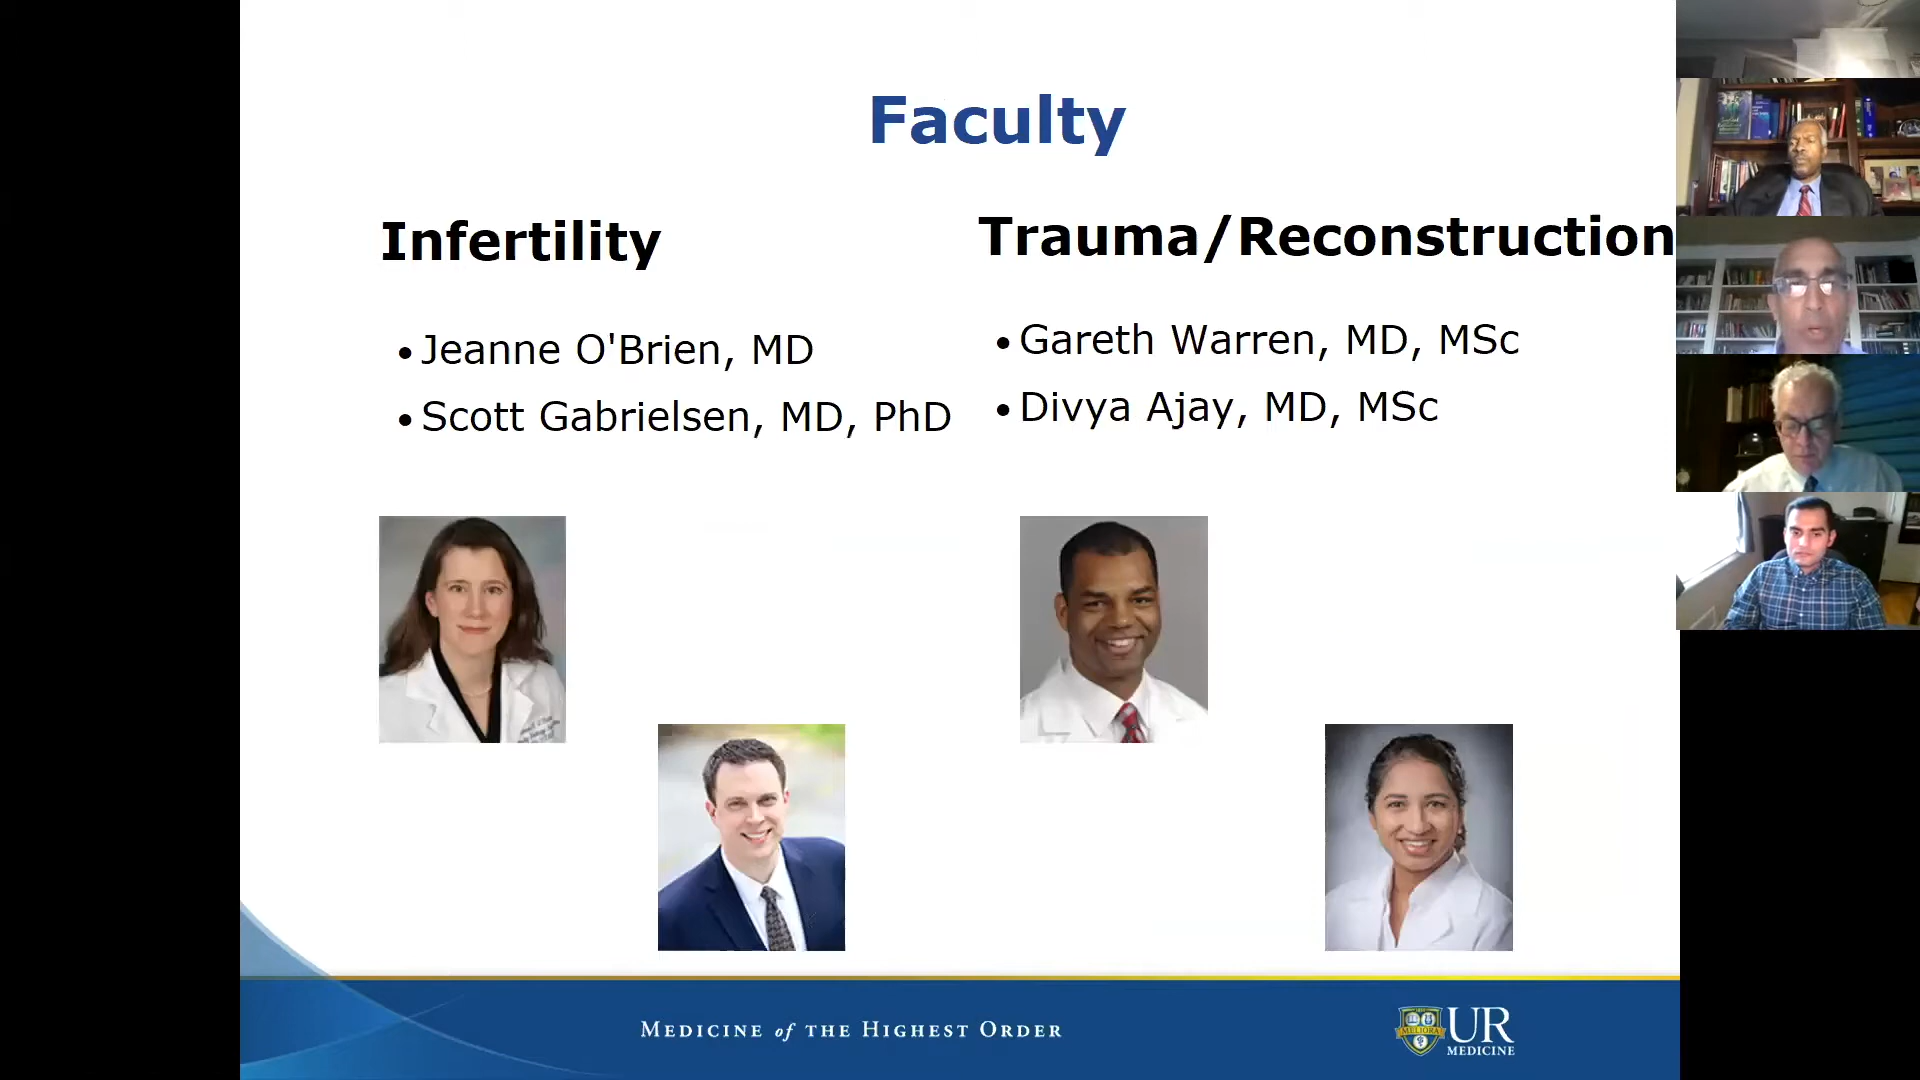 Faculty
Infertility
• Jeanne O'Brien, MD
• Scott Gabrielsen, MD, PhD
Trauma/Reconstruction
• Gareth Warren, MD, MSc
• Divya Ajay, MD, MSc
MEDICINE of THE HIGHEST ORDER
MELIORA
UR
MEDICINE